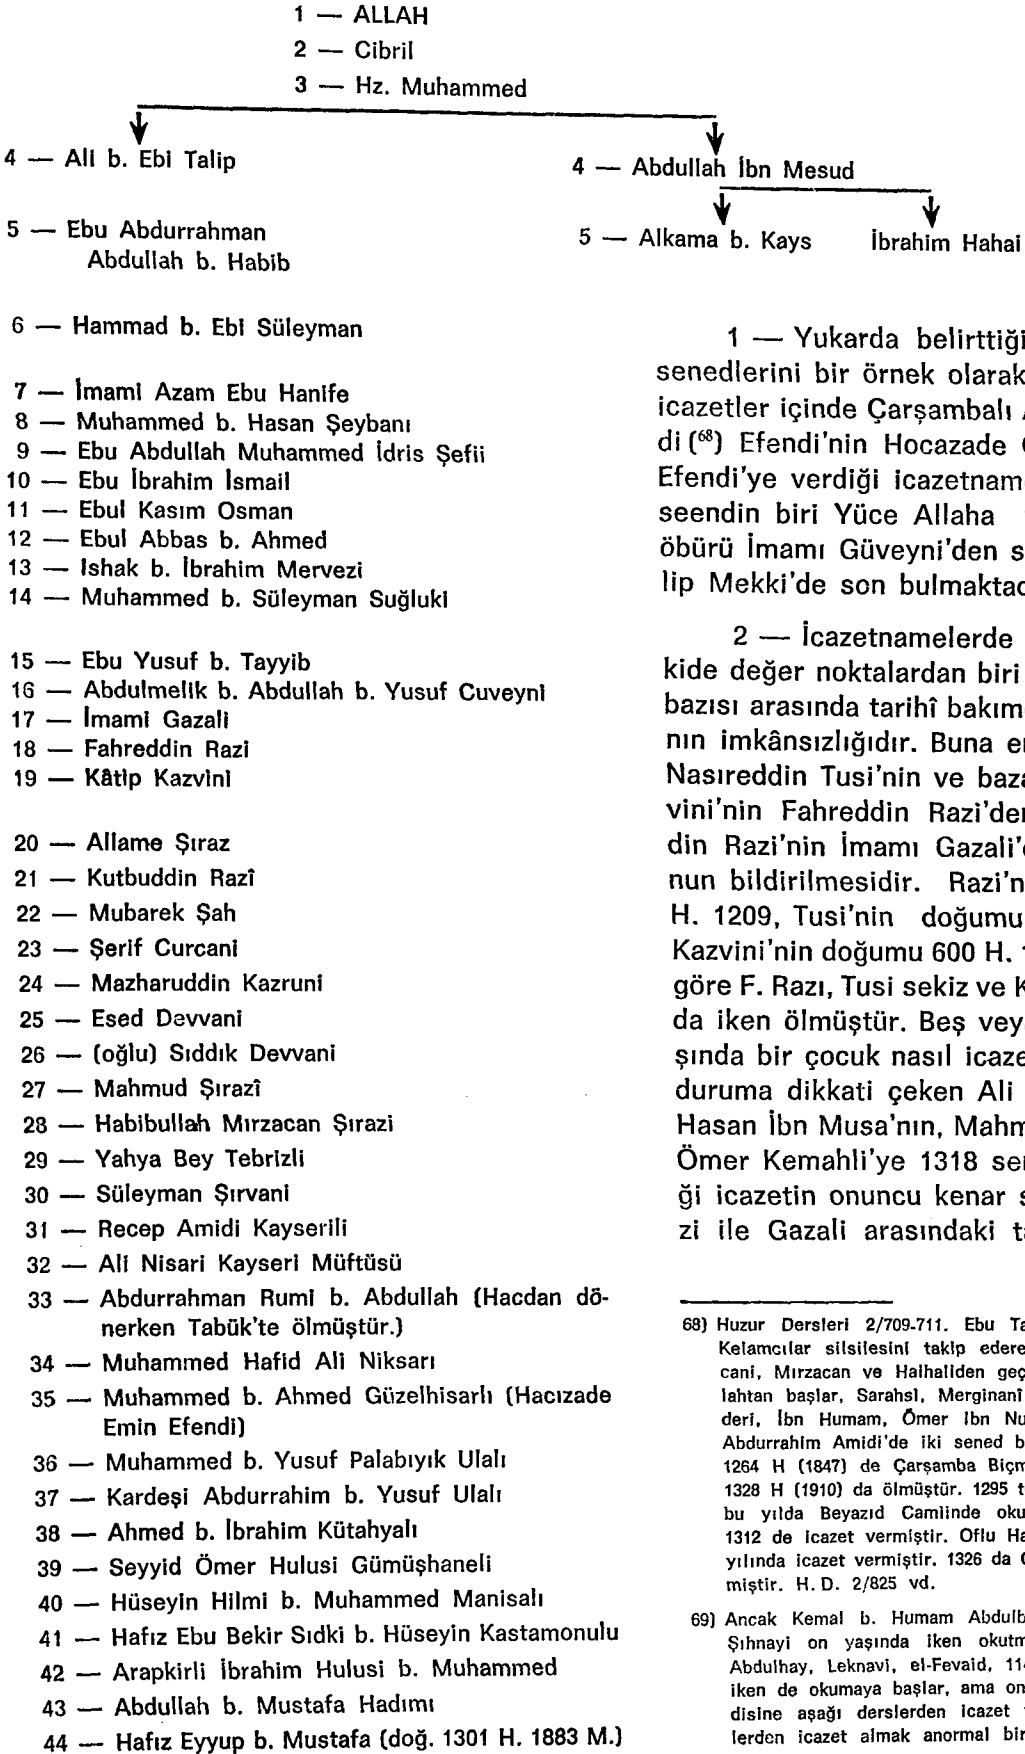 1 — ALLAH
2 — Cibril
3 — Hz. Muhammed
4 — Ali b. Ebi Talip
4 — Abdullah İbn Mesud
5 — Ebu Abdurrahman
Abdullah b. Habib
5 — Alkama b. Kays İbrahim Hahai
6 — Hammad b. Ebi Süleyman
7 — İmami Azam Ebu Hanife
8 — Muhammed b. Hasan Şeybanı
9 — Ebu Abdullah Muhammed İdris Şefii
10 — Ebu İbrahim İsmail
11 — Ebul Kasım Osman
12 — Ebul Abbas b. Ahmed
13 — Ishak b. İbrahim Mervezi
14 — Muhammed b. Süleyman Suğluki
15 — Ebu Yusuf b. Tayyib
16 — Abdulmelik b. Abdullah b. Yusuf Cuveyni
17 — İmami Gazali
18 — Fahreddin Razi
19 — Kâtip Kazvini
20 — Allame Şıraz
21 — Kutbuddin Razî
22 — Mubarek Şah
23 — Şerif Curcani
24 — Mazharuddin Kazruni
25 — Esed Devvani
26 — (oğlu) Sıddık Devvani
27 — Mahmud Şırazî
28 — Habibullah Mırzacan Şırazi
29 — Yahya Bey Tebrizli
30 — Süleyman Şırvani
31 — Recep Amidi Kayserili
32 — Ali Nisari Kayseri Müftüsü
33 — Abdurrahman Rumi b. Abdullah (Hacdan dö-
nerken Tabük'te ölmüştür.)
34 — Muhammed Hafid Ali Niksarı
35 — Muhammed b. Ahmed Güzelhisarlı (Hacızade
Emin Efendi)
36 — Muhammed b. Yusuf Palabıyık Ulalı
37 — Kardeşi Abdurrahim b. Yusuf Ulalı
38 — Ahmed b. İbrahim Kütahyalı
39 — Seyyid Ömer Hulusi Gümüşhaneli
40 — Hüseyin Hilmi b. Muhammed Manisalı
41 — Hafız Ebu Bekir Sıdki b. Hüseyin Kastamonulu
42 — Arapkirli İbrahim Hulusi b. Muhammed
43 — Abdullah b. Mustafa Hadımı
44 — Hafız Eyyup b. Mustafa (doğ. 1301 H. 1883 M.)
1 — Yukarda belirttiği
senedlerini bir örnek olarak
icazetler içinde Çarşambalı
di (68) Efendi'nin Hocazade
Efendi'ye verdiği icazetnam
seendin biri Yüce Allaha
öbürü İmamı Güveyni'den s
lip Mekki'de son bulmaktad
2 — İcazetnamelerde
kide değer noktalardan biri
bazısı arasında tarihî bakım
nın imkânsızlığıdır. Buna e
Nasıreddin Tusi'nin ve baz
vini'nin Fahreddin Razi'der
din Razi'nin İmamı Gazali'
nun bildirilmesidir. Razi'n
H. 1209, Tusi'nin doğumu
Kazvini'nin doğumu 600 H.
göre F. Razı, Tusi sekiz ve K
da iken ölmüştür. Beş vey
şında bir çocuk nasıl icaze
duruma dikkati çeken Ali
Hasan İbn Musa'nın, Mahm
Ömer Kemahli'ye 1318 se
ği icazetin onuncu kenar s
zi ile Gazali arasındaki t
68) Huzur Dersleri 2/709-711. Ebu Ta
Kelamcılar silsilesini takip edere
cani, Mırzacan ve Halhaliden geç
lahtan başlar, Sarahsi, Merginanî
deri, İbn Humam, Ömer Ibn Nu
Abdurrahim Amidi'de iki sened b
1264 H (1847) de Çarşamba Biçm
1328 H (1910) da ölmüştür. 1295 t
bu yılda Beyazıd Camiinde oku
1312 de icazet vermiştir. Oflu Ha
yılında icazet vermiştir. 1326 da
miştir. H. D. 2/825 vd.
69) Ancak Kemal b. Humam Abdulb
Şıhnayi on yaşında iken okutm
Abdulhay, Leknavi, el-Fevaid, 11
iken de okumaya başlar, ama on
disine aşağı derslerden icazet
lerden icazet almak anormal bir